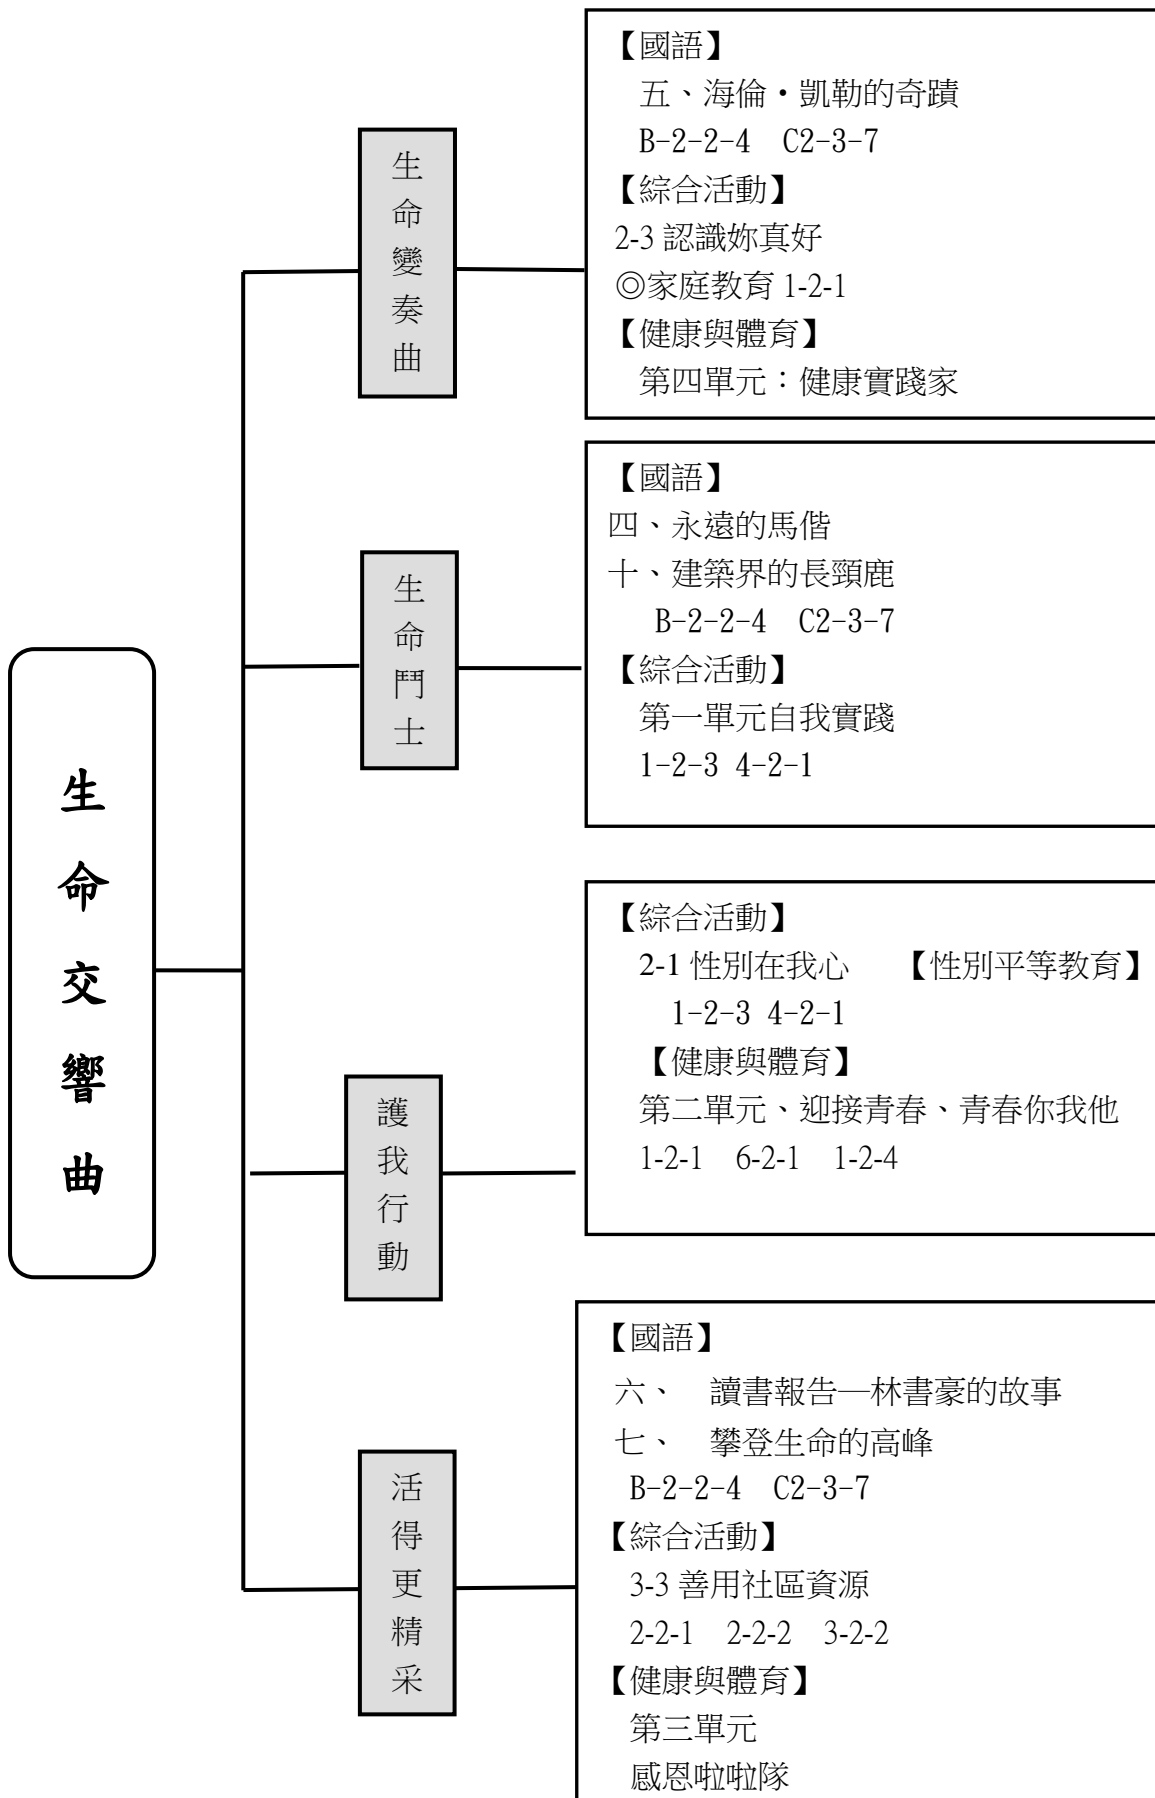 生命交響曲
生命變奏曲
【國語】
五、海倫・凱勒的奇蹟
B-2-2-4 C2-3-7
【綜合活動】
2-3 認識妳真好
◎家庭教育 1-2-1
【健康與體育】
第四單元：健康實踐家
生命鬥士
【國語】
四、永遠的馬偕
十、建築界的長頸鹿
B-2-2-4 C2-3-7
【綜合活動】
第一單元自我實踐
1-2-3 4-2-1
護我行動
【綜合活動】
2-1 性別在我心 【性別平等教育】
1-2-3 4-2-1
【健康與體育】
第二單元、迎接青春、青春你我他
1-2-1 6-2-1 1-2-4
活得更精采
【國語】
六、 讀書報告—林書豪的故事
七、 攀登生命的高峰
B-2-2-4 C2-3-7
【綜合活動】
3-3 善用社區資源
2-2-1 2-2-2 3-2-2
【健康與體育】
第三單元
感恩啦啦隊